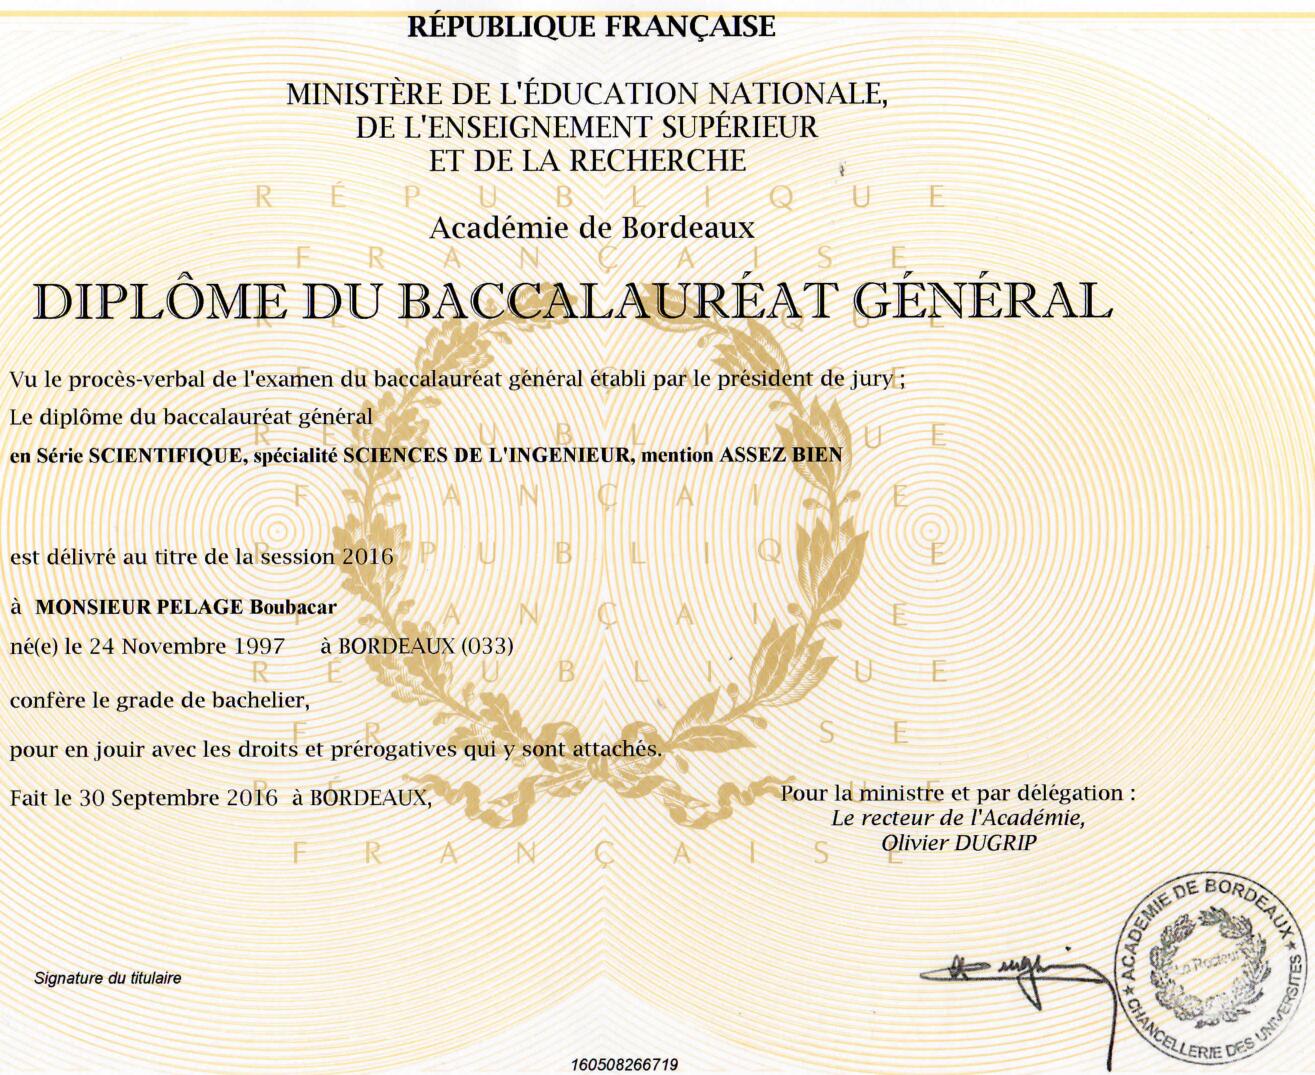 RÉPUBLIQUE FRANÇAISE
MINISTÈRE DE L'ÉDUCATION NATIONALE,
DE L'ENSEIGNEMENT SUPÉRIEUR
ET DE LA RECHERCHE
RÉPUBLIQUE
Académie de Bordeaux
FRANÇAISE
DIPLÔME DU BACCALAURÉAT GÉNÉRAL
Vu le procès-verbal de l'examen du baccalauréat général établi par le président de jury ;
Le diplôme du baccalauréat général
en Série SCIENTIFIQUE, spécialité SCIENCES DE L'INGENIEUR, mention ASSEZ BIEN
est délivré au titre de la session 2016
à MONSIEUR PELAGE Boubacar
né(e) le 24 Novembre 1997 à BORDEAUX (033)
confère le grade de bachelier,
pour en jouir avec les droits et prérogatives qui y sont attachés.
Fait le 30 Septembre 2016 à BORDEAUX,
Pour la ministre et par délégation :
Le recteur de l'Académie,
Olivier DUGRIP
FRANÇAISE
ACADEMIE DE BORDEAUX
Le Recteur
CHANCELLERIE DES UNIVERSITES
Signature du titulaire
160508266719